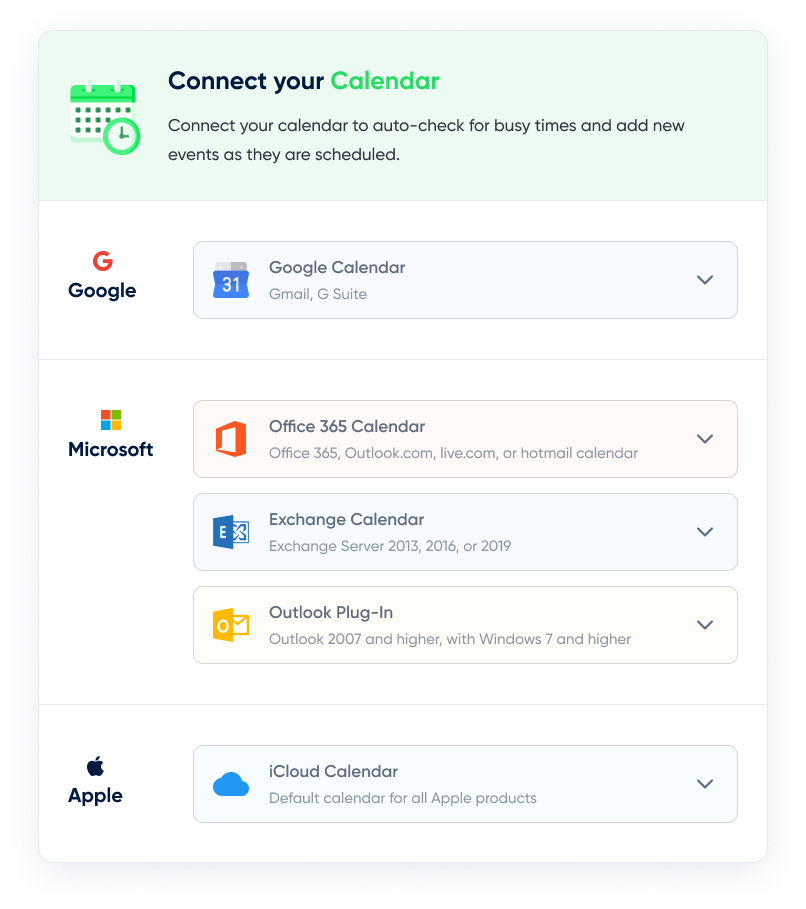 Connect your Calendar
Connect your calendar to auto-check for busy times and add new
events as they are scheduled.
Google
31
Google Calendar
Gmail, G Suite
Microsoft
Office 365 Calendar
Office 365, Outlook.com, live.com, or hotmail calendar
E
Exchange Calendar
Exchange Server 2013, 2016, or 2019
O
Outlook Plug-In
Outlook 2007 and higher, with Windows 7 and higher
Apple
iCloud Calendar
Default calendar for all Apple products